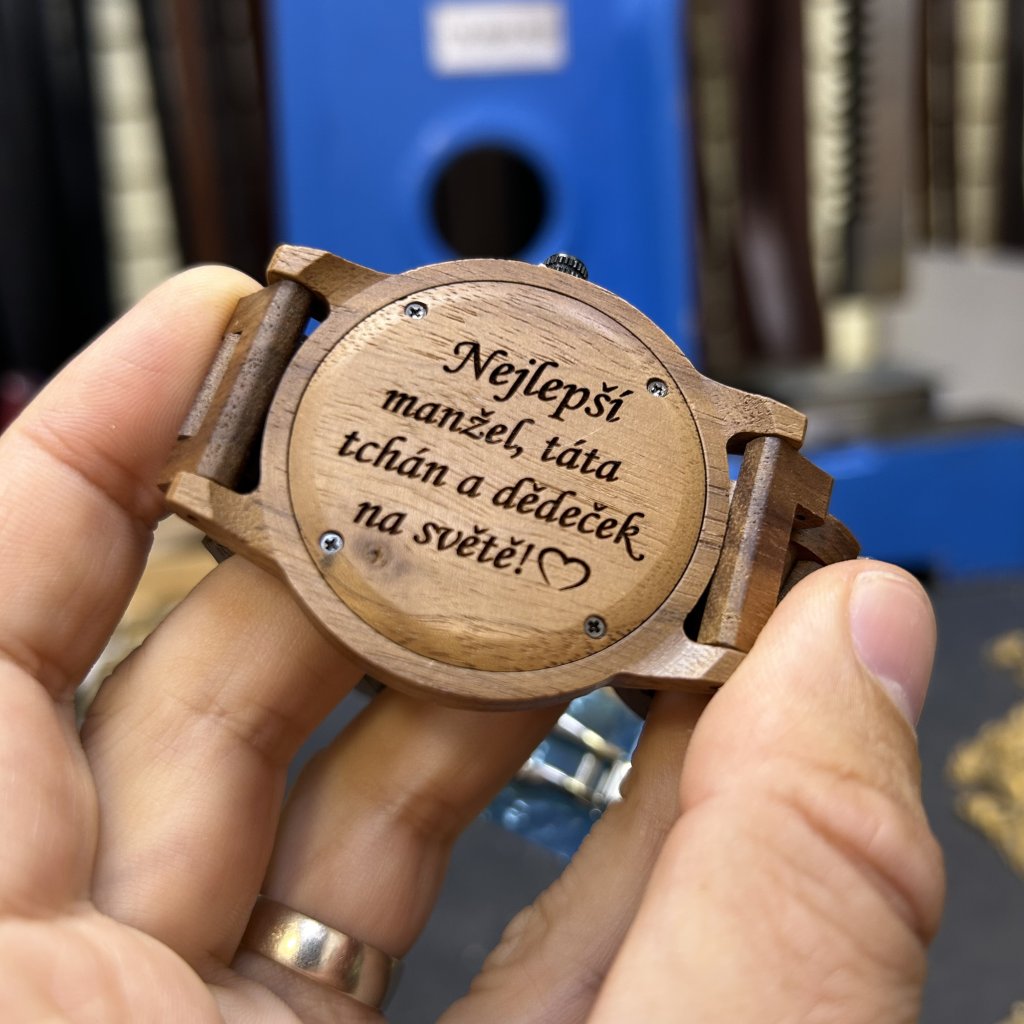 Nejlepší
manžel, táta
tchán a dědeček
na světě!♡